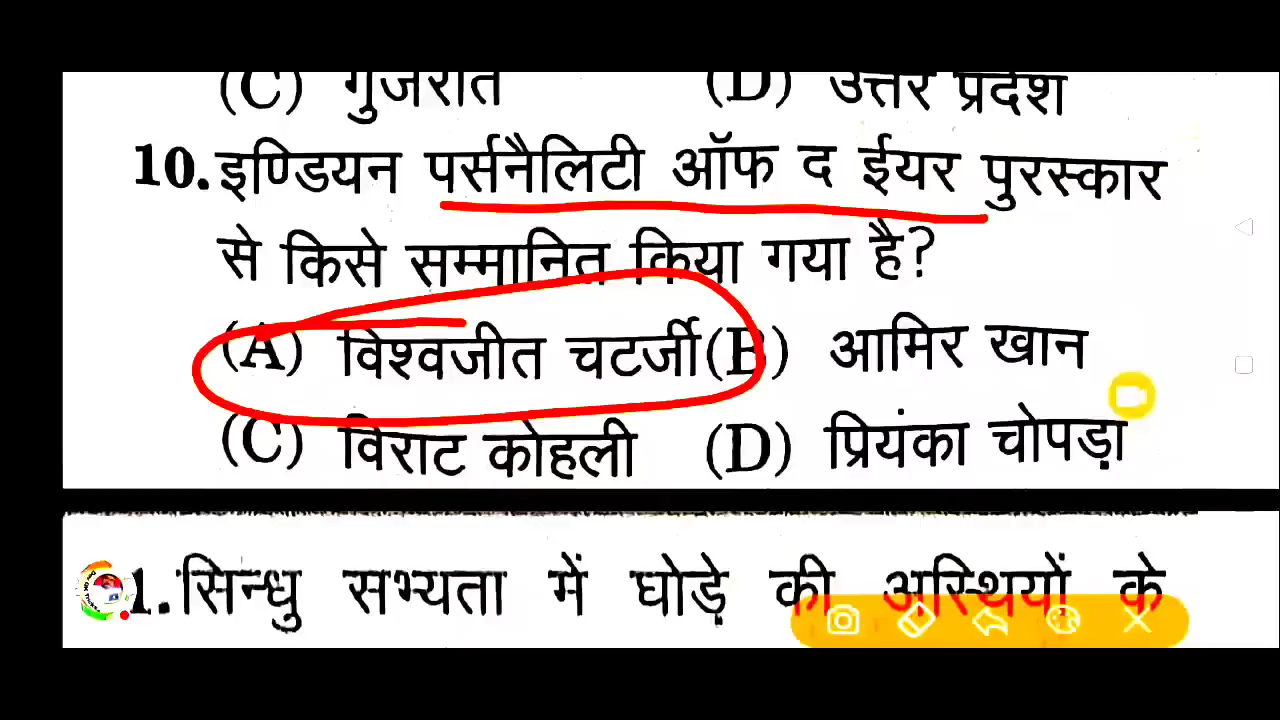 (C) गुजरात (D) उत्तर प्रदेश
10. इण्डियन पर्सनैलिटी ऑफ द ईयर पुरस्कार
से किसे सम्मानित किया गया है?
(A) विश्वजीत चटर्जी (B) आमिर खान
(C) विराट कोहली (D) प्रियंका चोपड़ा
1. सिन्धु सभ्यता में घोड़े की अस्थियों के